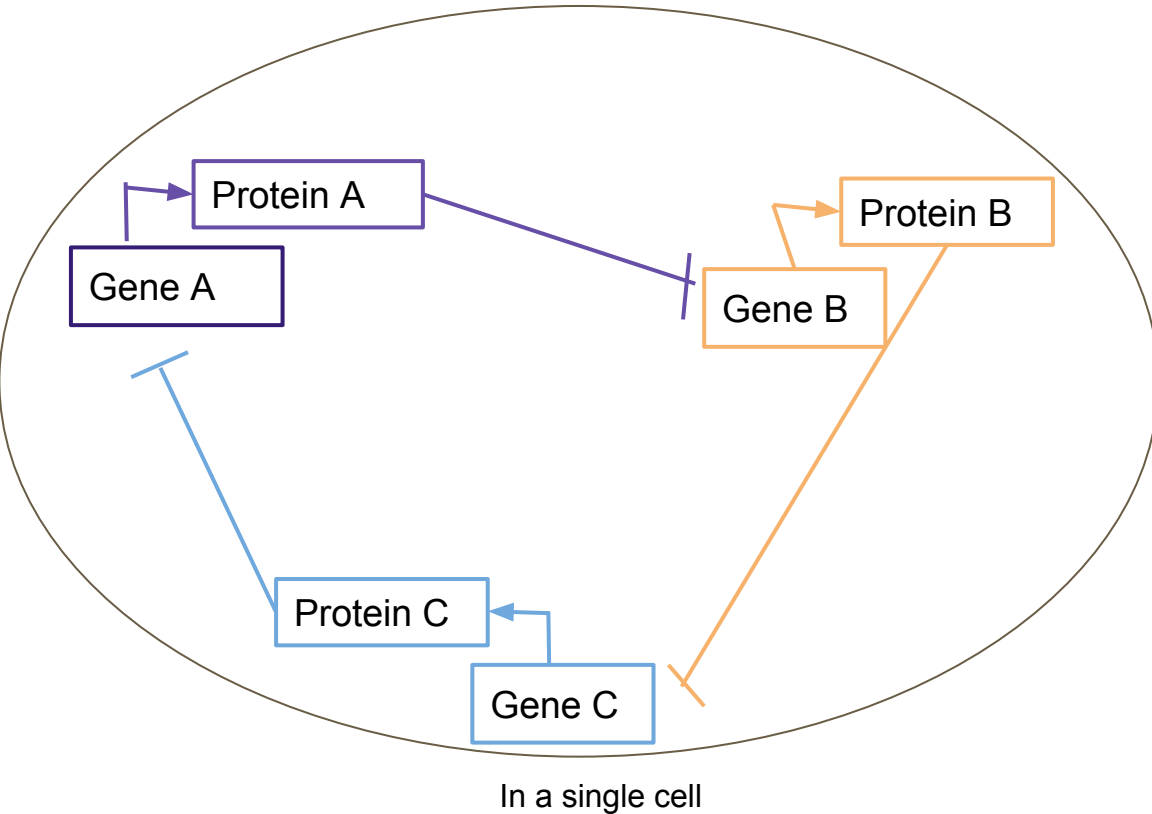 Protein A
Protein B
Gene A
Gene B
Protein C
Gene C
In a single cell